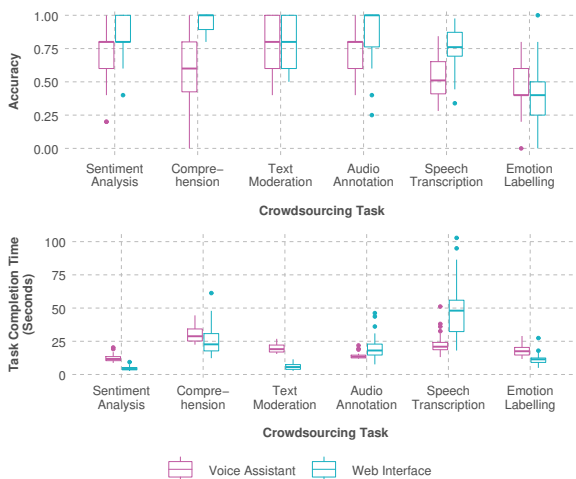 Accuracy
1.00
0.75
0.50
0.25
0.00
Sentiment Analysis
Compre−
hension
Text
Moderation
Audio
Annotation
Speech
Transcription
Emotion
Labelling
Crowdsourcing Task
Task Completion Time
(Seconds)
100
75
50
25
0
Sentiment
Analysis
Compre−
hension
Text
Moderation
Audio
Annotation
Speech
Transcription
Emotion
Labelling
Crowdsourcing Task
Voice Assistant
Web Interface